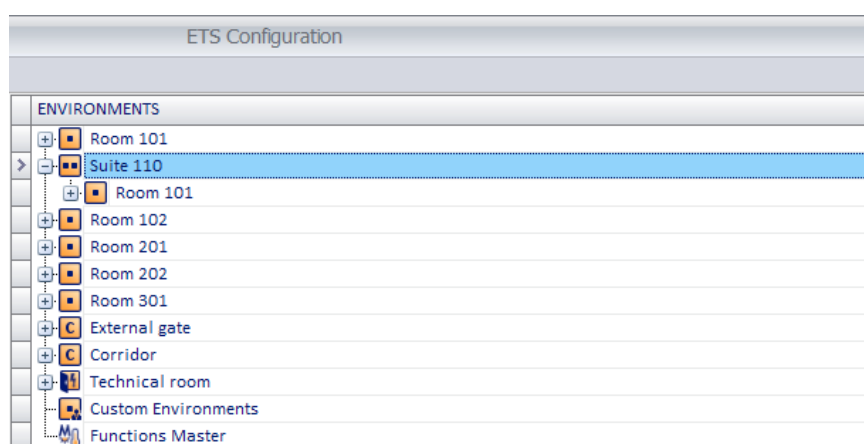 ETS Configuration
ENVIRONMENTS
Room 101
Suite 110
Room 101
Room 102
Room 201
Room 202
Room 301
C External gate
C Corridor
Technical room
Custom Environments
M Functions Master